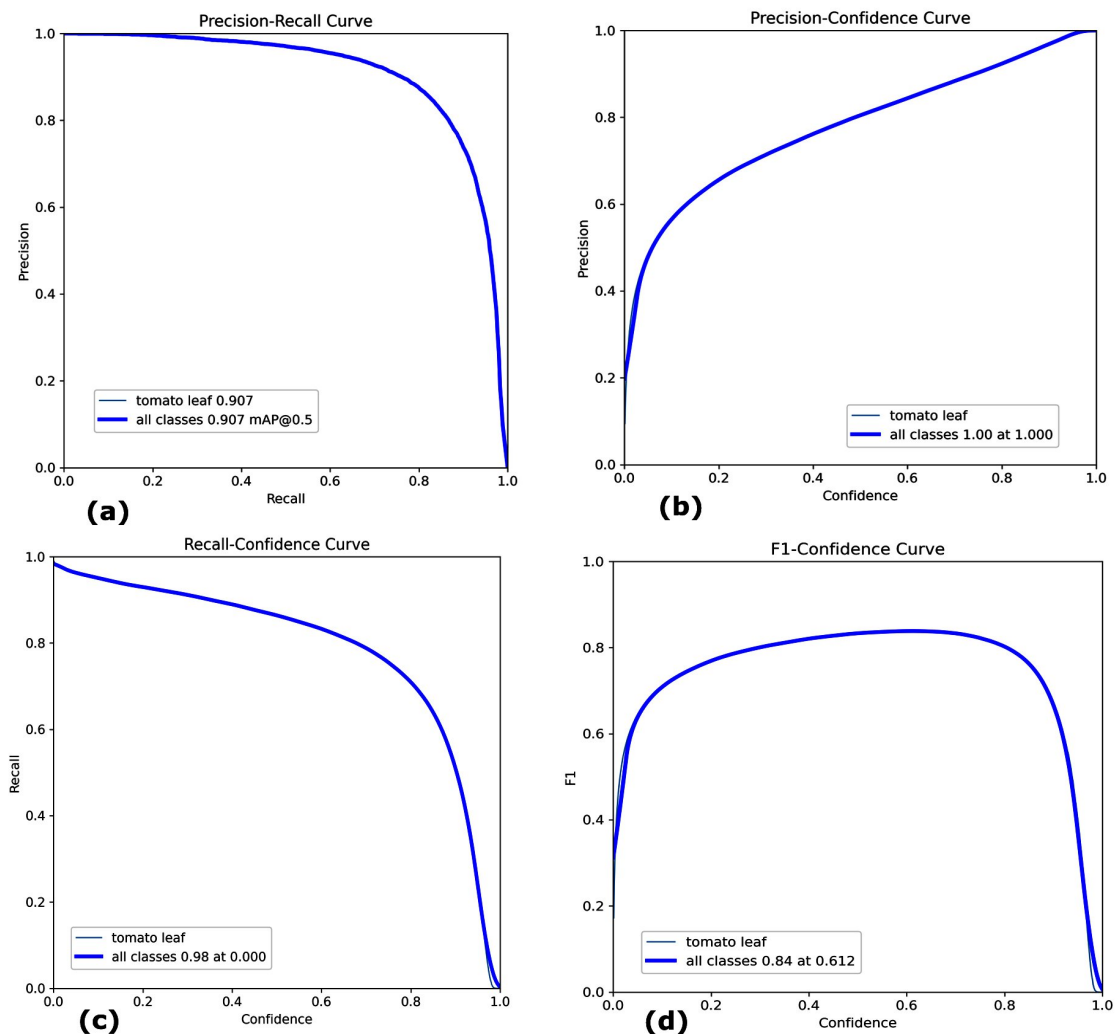 Precision-Recall Curve
1.0
0.8
0.6
0.4
0.2
0.0
Precision
tomato leaf 0.907
all classes 0.907 mAP@0.5
0.0 0.2 0.4 0.6 0.8 1.0
Recall
(a)
Precision-Confidence Curve
1.0
0.8
0.6
0.4
0.2
0.0
Precision
tomato leaf
all classes 1.00 at 1.000
0.0 0.2 0.4 0.6 0.8 1.0
Confidence
(b)
Recall-Confidence Curve
1.0
0.8
0.6
0.4
0.2
0.0
Recall
tomato leaf
all classes 0.98 at 0.000
0.0 0.2 0.4 0.6 0.8 1.0
Confidence
(c)
F1-Confidence Curve
1.0
0.8
0.6
0.4
0.2
0.0
F1
tomato leaf
all classes 0.84 at 0.612
0.0 0.2 0.4 0.6 0.8 1.0
Confidence
(d)